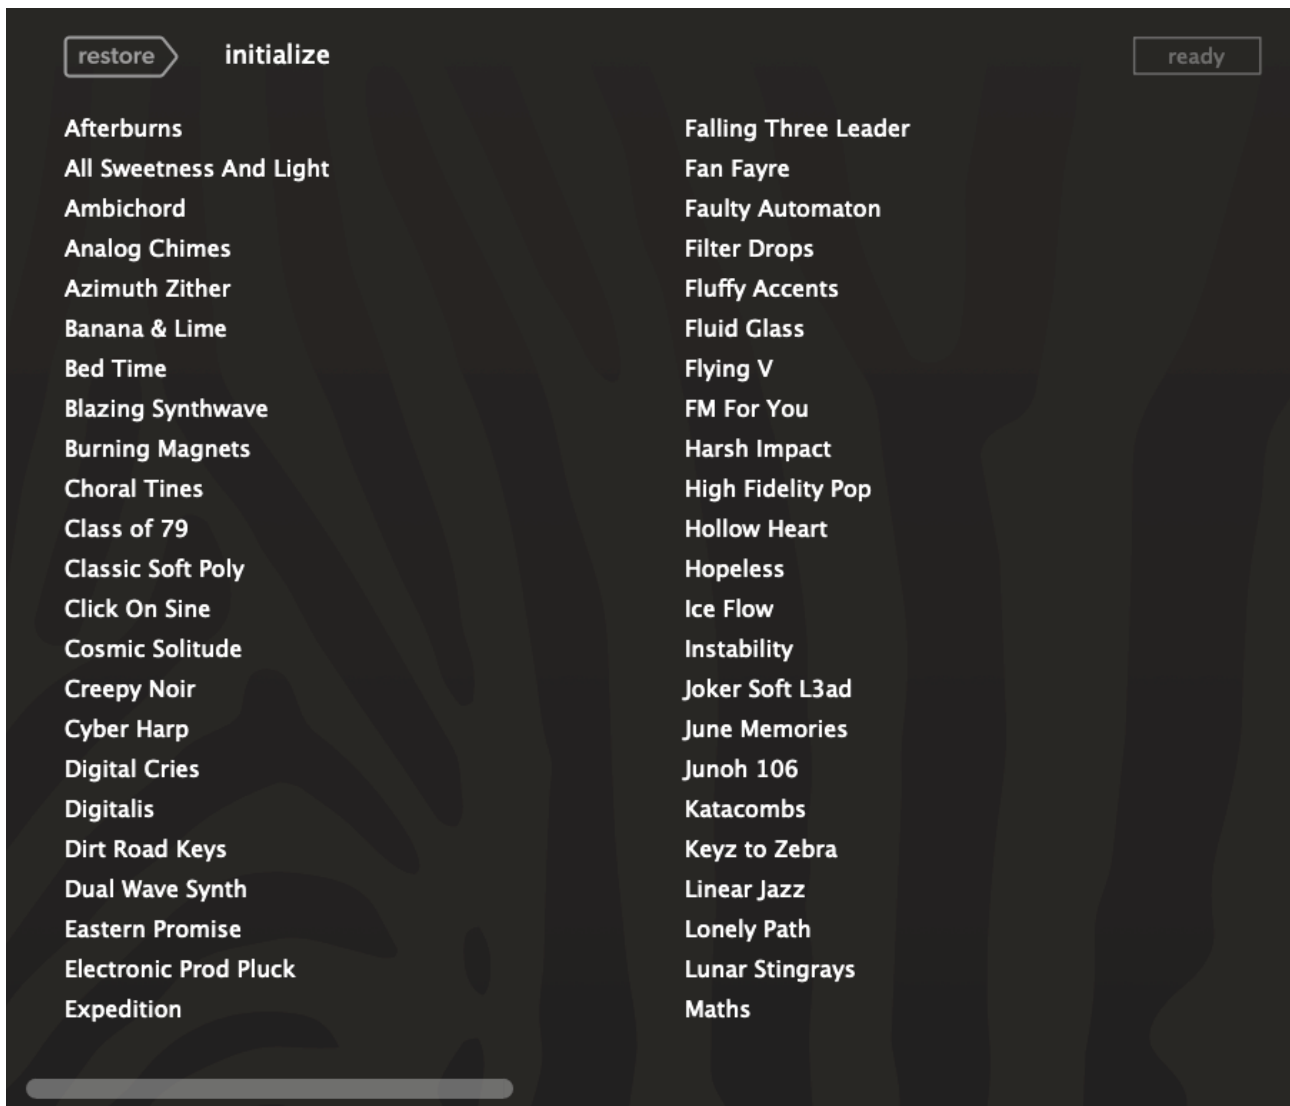 restore
initialize
ready
Afterburns
All Sweetness And Light
Ambichord
Analog Chimes
Azimuth Zither
Banana & Lime
Bed Time
Blazing Synthwave
Burning Magnets
Choral Tines
Class of 79
Classic Soft Poly
Click On Sine
Cosmic Solitude
Creepy Noir
Cyber Harp
Digital Cries
Digitalis
Dirt Road Keys
Dual Wave Synth
Eastern Promise
Electronic Prod Pluck
Expedition
Falling Three Leader
Fan Fayre
Faulty Automaton
Filter Drops
Fluffy Accents
Fluid Glass
Flying V
FM For You
Harsh Impact
High Fidelity Pop
Hollow Heart
Hopeless
Ice Flow
Instability
Joker Soft L3ad
June Memories
Junoh 106
Katacombs
Keyz to Zebra
Linear Jazz
Lonely Path
Lunar Stingrays
Maths